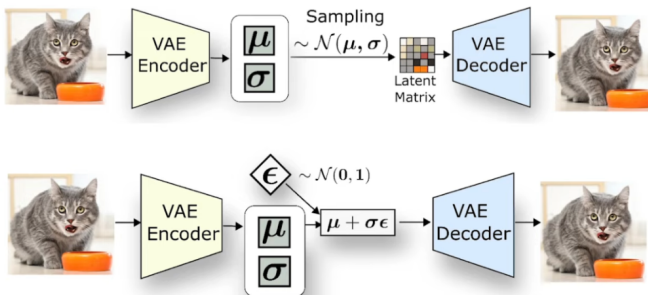 Sampling
VAE
Encoder
μ
σ
∼ 𝒩(μ, σ)
Latent
Matrix
VAE
Decoder
ϵ
∼ 𝒩(0, 1)
VAE
Encoder
μ
σ
μ + σϵ
VAE
Decoder